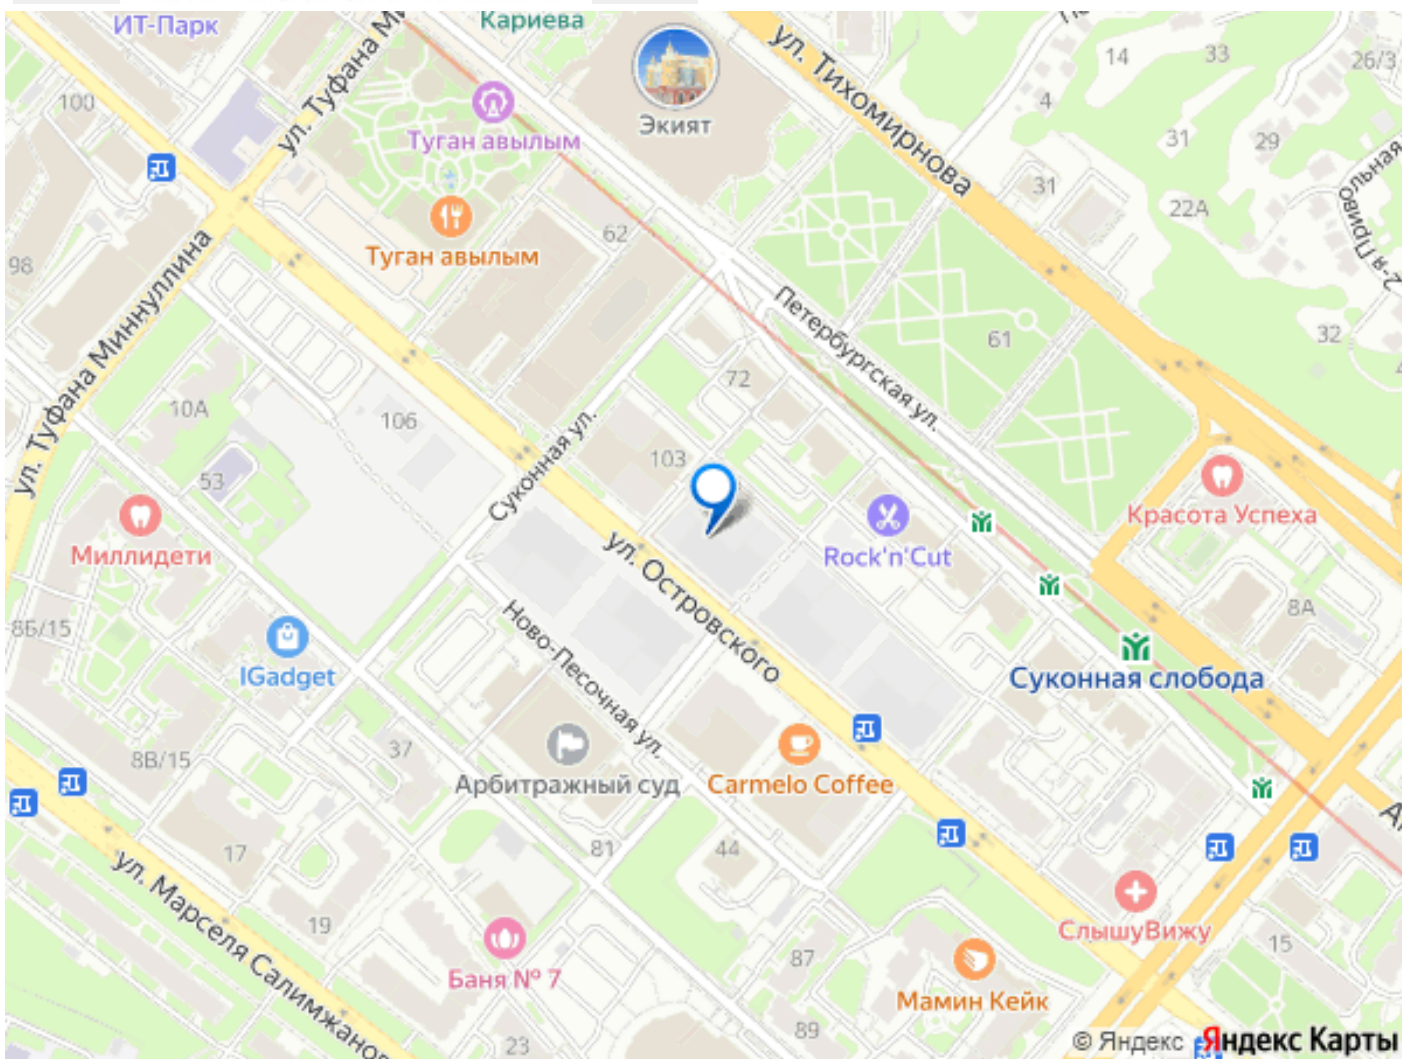 ИТ-Парк
Кариева
Экият
ул. Тихомирнова
14
33
26/3
100
ул. Туфана Ми
Туган авылым
4
31
29
2-я Привольная
31
22А
Туган авылым
62
98
ул. Туфана Миннуллина
61
32
Петербургская ул.
72
10А
106
Суконная ул.
103
53
Красота Успеха
Миллидети
Rock'n'Cut
ул. Островского
8А
8Б/15
IGadget
Ново-Песочная ул.
Суконная слобода
8В/15
37
Арбитражный суд
Carmelo Coffee
17
81
44
ул. Марселя Салимжанов
19
СлышуВижу
15
Баня № 7
87
Мамин Кейк
89
23
© Яндекс Яндекс Карты